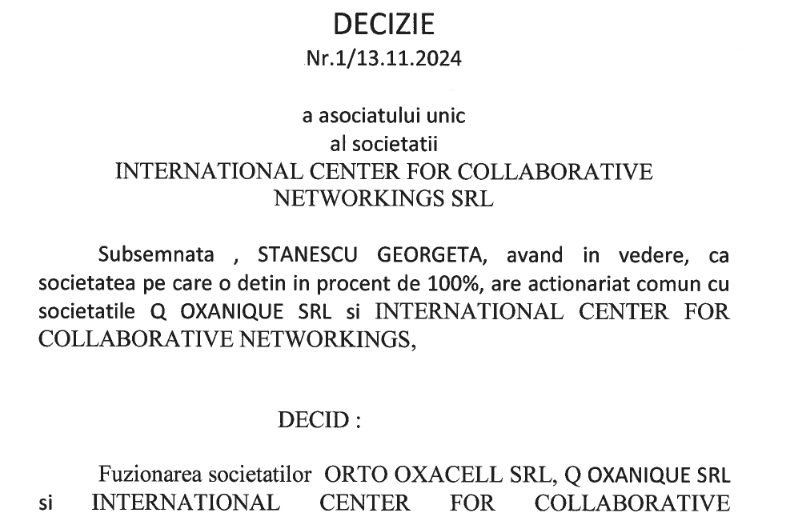 DECIZIE
Nr.1/13.11.2024
a asociatului unic
al societatii
INTERNATIONAL CENTER FOR COLLABORATIVE
NETWORKINGS SRL
Subsemnata , STANESCU GEORGETA, avand in vedere, ca
societatea pe care o detin in procent de 100%, are actionariat comun cu
societatile Q OXANIQUE SRL si INTERNATIONAL CENTER FOR
COLLABORATIVE NETWORKINGS,
DECID :
Fuzionarea societatilor ORTO OXACELL SRL, Q OXANIQUE SRL
si INTERNATIONAL CENTER FOR COLLABORATIVE